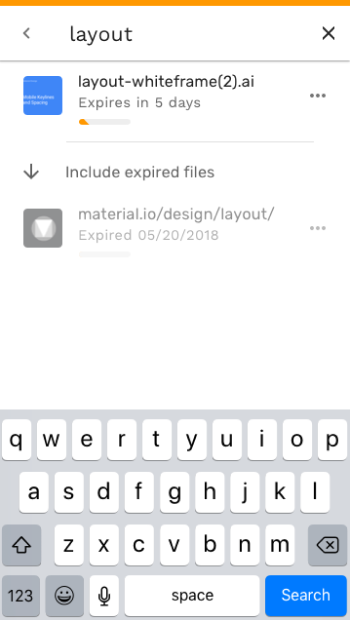 layout
layout-whiteframe(2).ai
Expires in 5 days
Include expired files
material.io/design/layout/
Expired 05/20/2018
q w e r t y u i o p
a s d f g h j k l
z x c v b n m
123 space Search